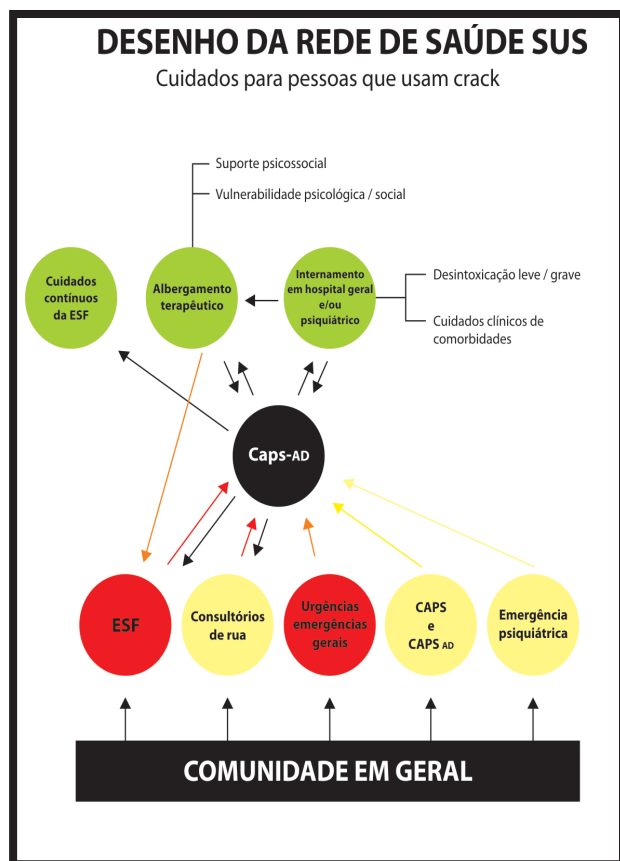 DESENHO DA REDE DE SAÚDE SUS
Cuidados para pessoas que usam crack
Suporte psicossocial
Vulnerabilidade psicológica / social
Cuidados
contínuos
da ESF
Albergamento
terapêutico
Internamento
em hospital geral
e/ou
psiquiátrico
Desintoxicação leve / grave
Cuidados clínicos de
comorbidades
Caps-AD
ESF
Consultórios
de rua
Urgências
emergências
gerais
CAPS
e
CAPS AD
Emergência
psiquiátrica
COMUNIDADE EM GERAL